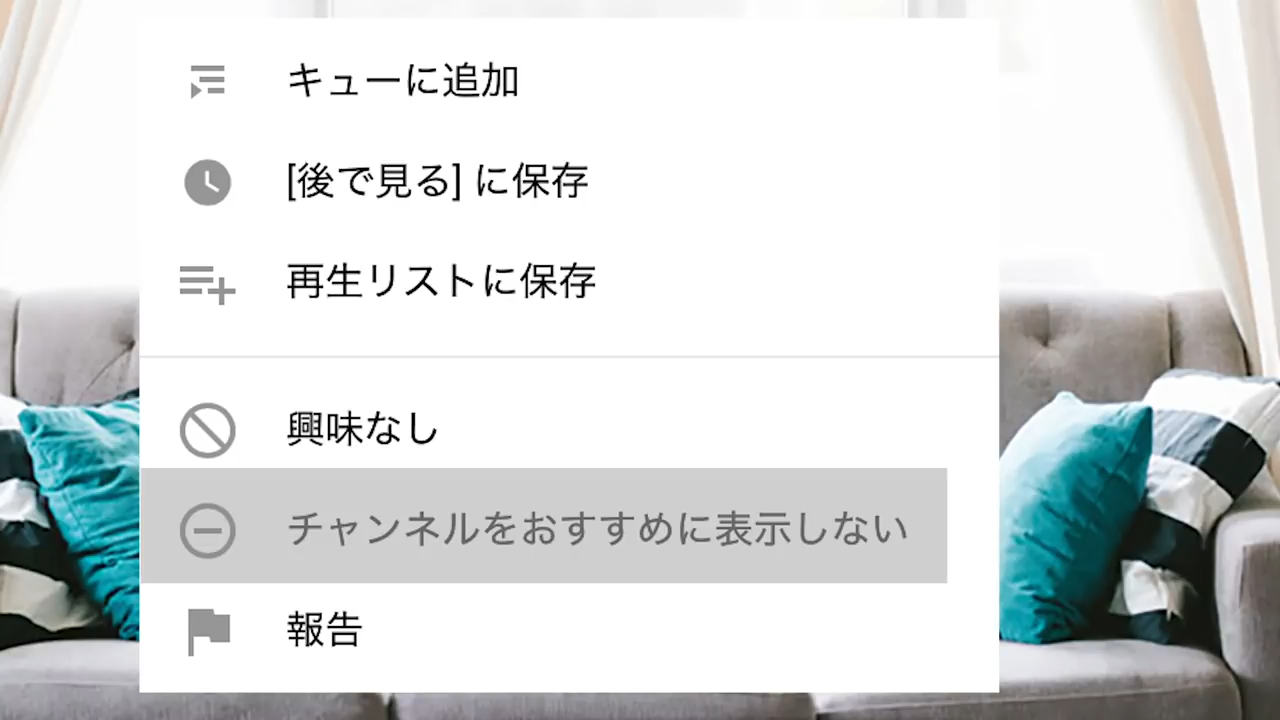 キューに追加
[後で見る] に保存
再生リストに保存
興味なし
チャンネルをおすすめに表示しない
報告